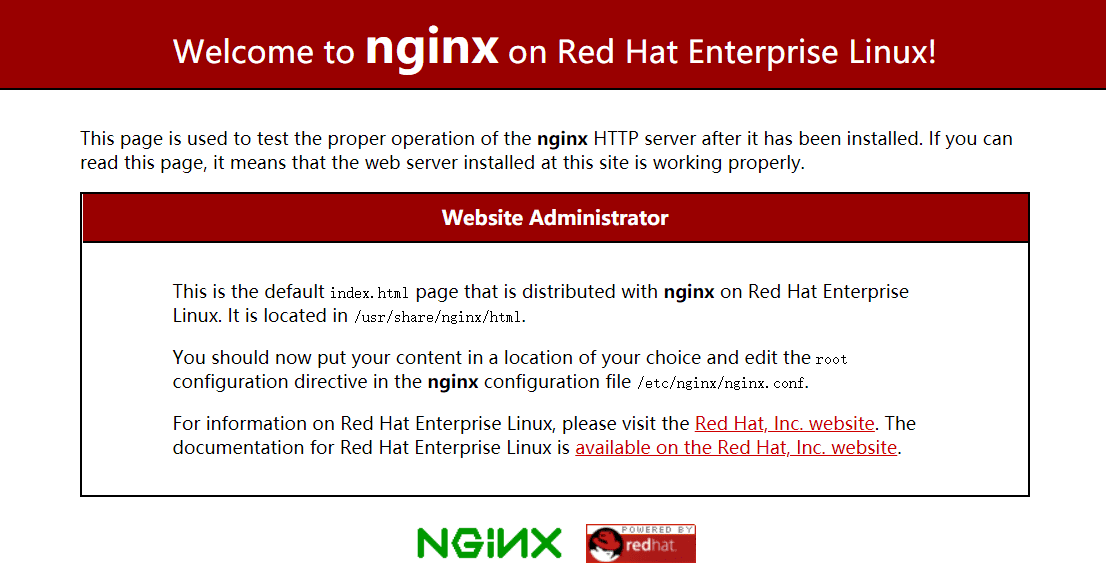 Welcome to nginx on Red Hat Enterprise Linux!
This page is used to test the proper operation of the nginx HTTP server after it has been installed. If you can
read this page, it means that the web server installed at this site is working properly.
Website Administrator
This is the default index.html page that is distributed with nginx on Red Hat Enterprise
Linux. It is located in /usr/share/nginx/html.
You should now put your content in a location of your choice and edit the root
configuration directive in the nginx configuration file /etc/nginx/nginx.conf.
For information on Red Hat Enterprise Linux, please visit the Red Hat, Inc. website. The
documentation for Red Hat Enterprise Linux is available on the Red Hat, Inc. website.
NGINX
POWERED BY
redhat.